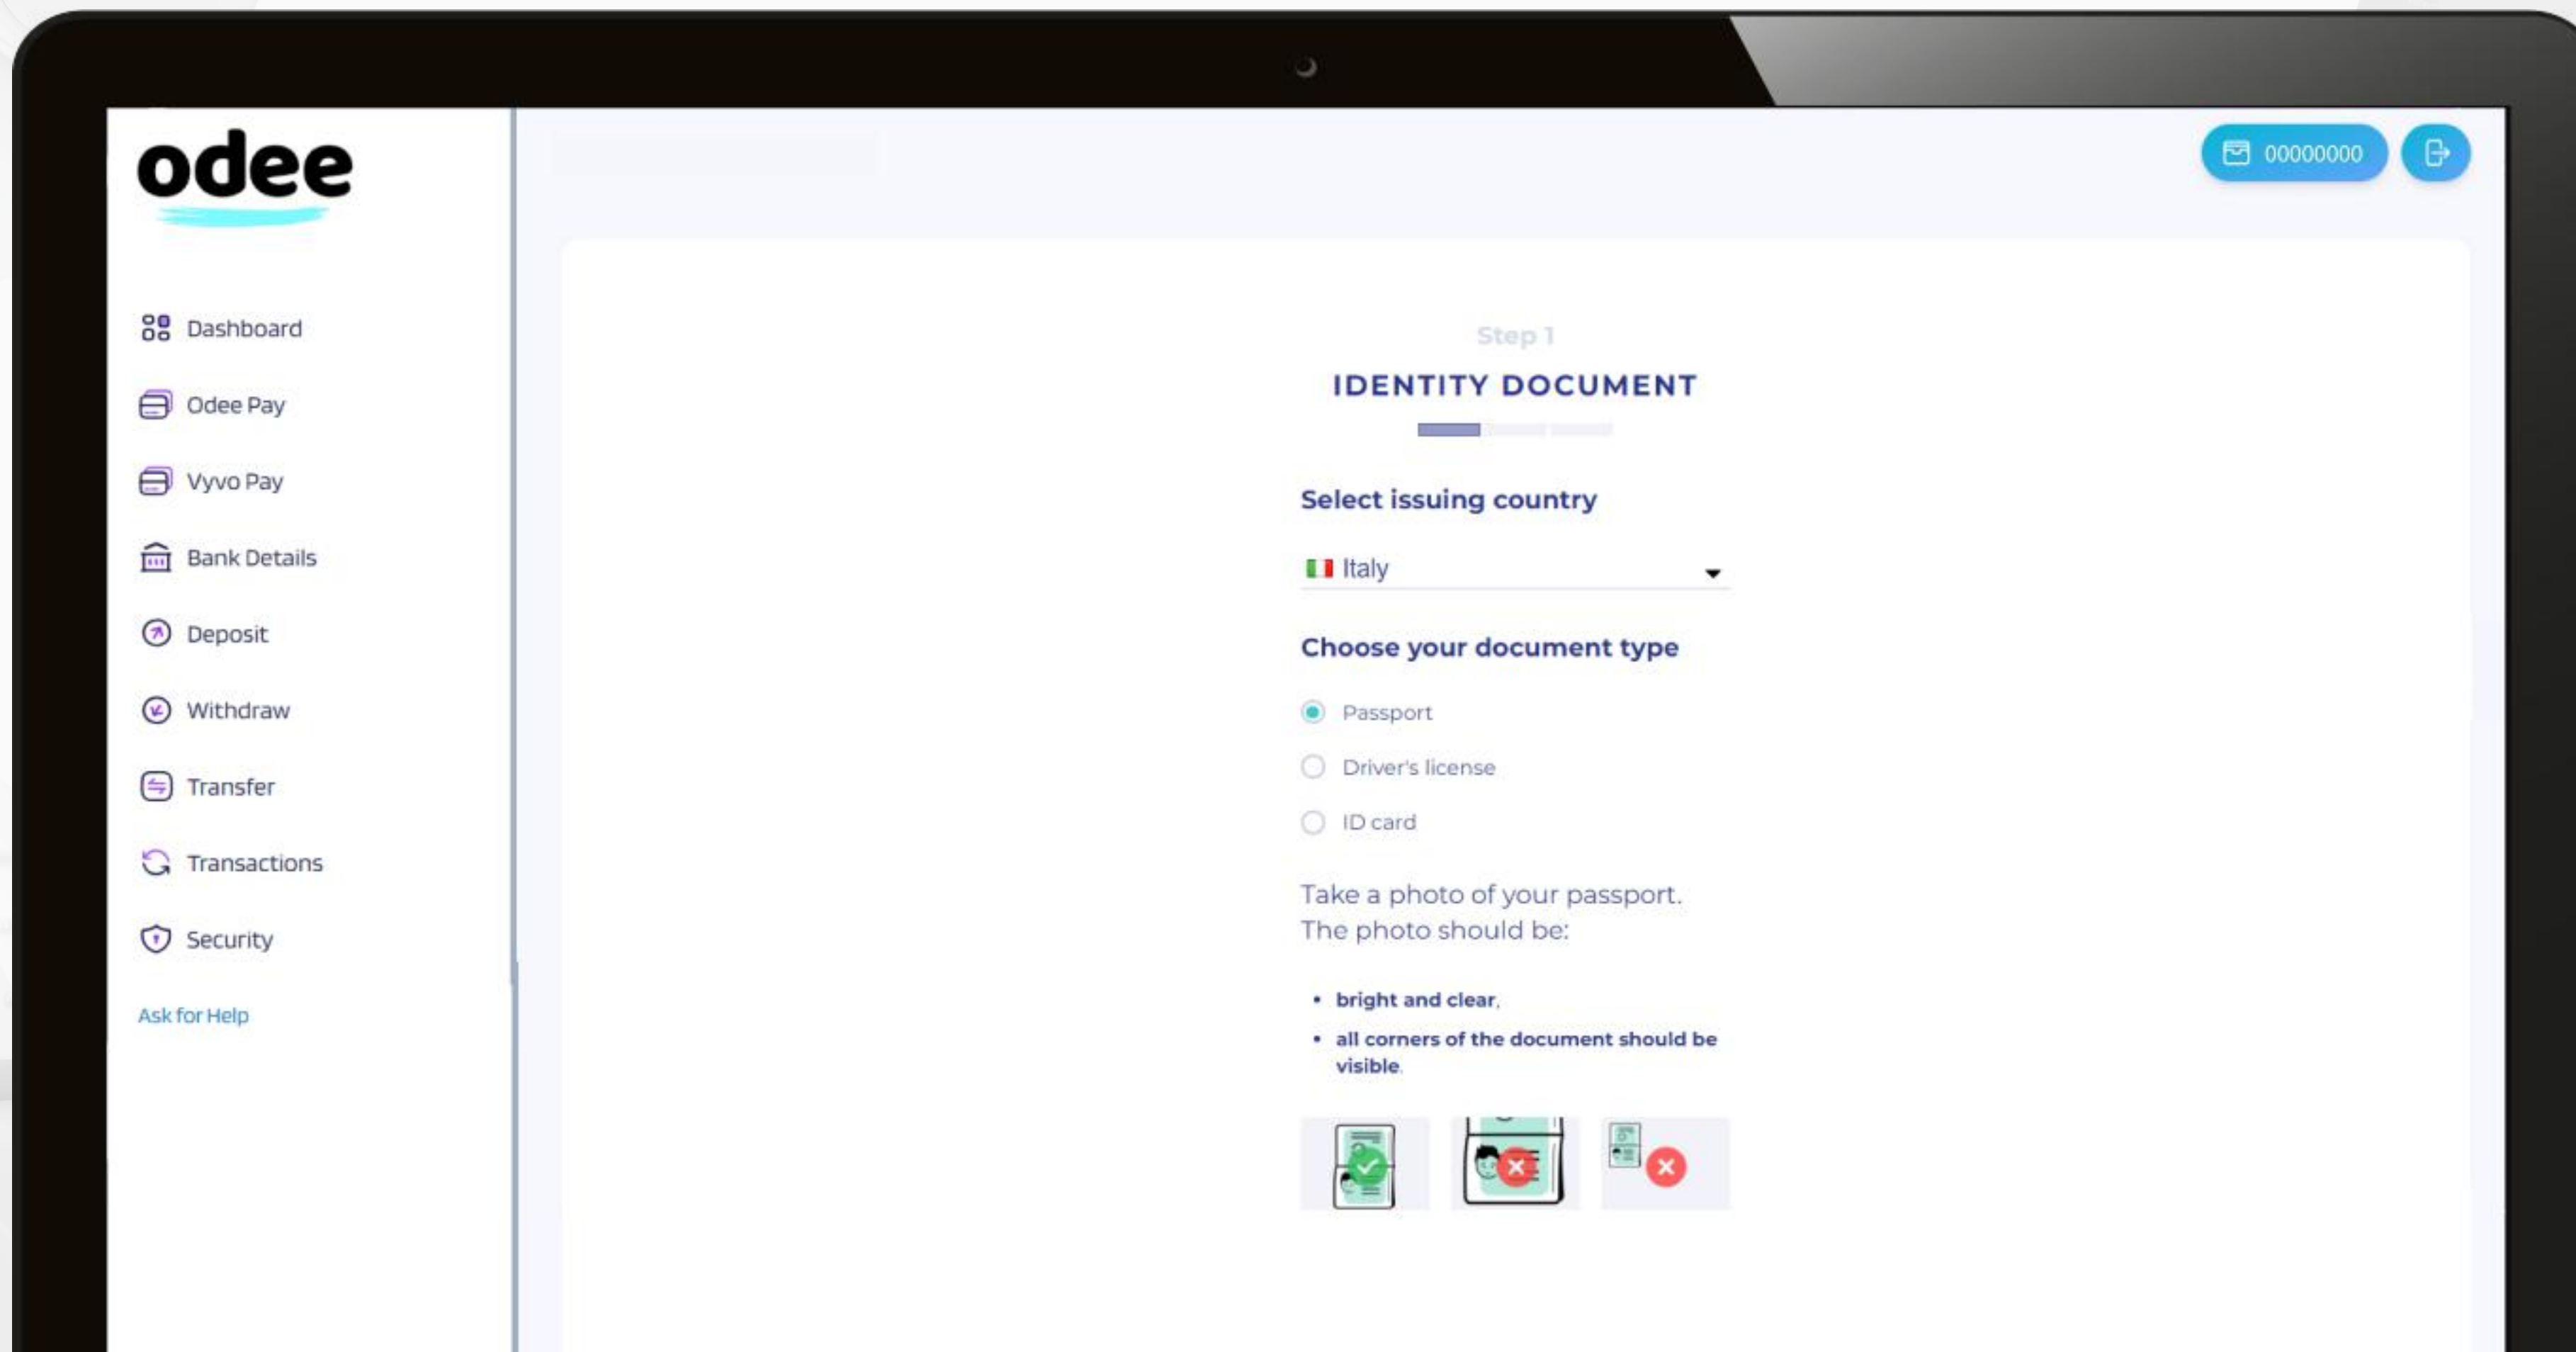 odee
00000000
Dashboard
Odee Pay
Vyvo Pay
Bank Details
Deposit
Withdraw
Transfer
Transactions
Security
Ask for Help
Step 1
IDENTITY DOCUMENT
Select issuing country
Italy
Choose your document type
Passport
Driver's license
ID card
Take a photo of your passport.
The photo should be:
• bright and clear,
• all corners of the document should be
visible.